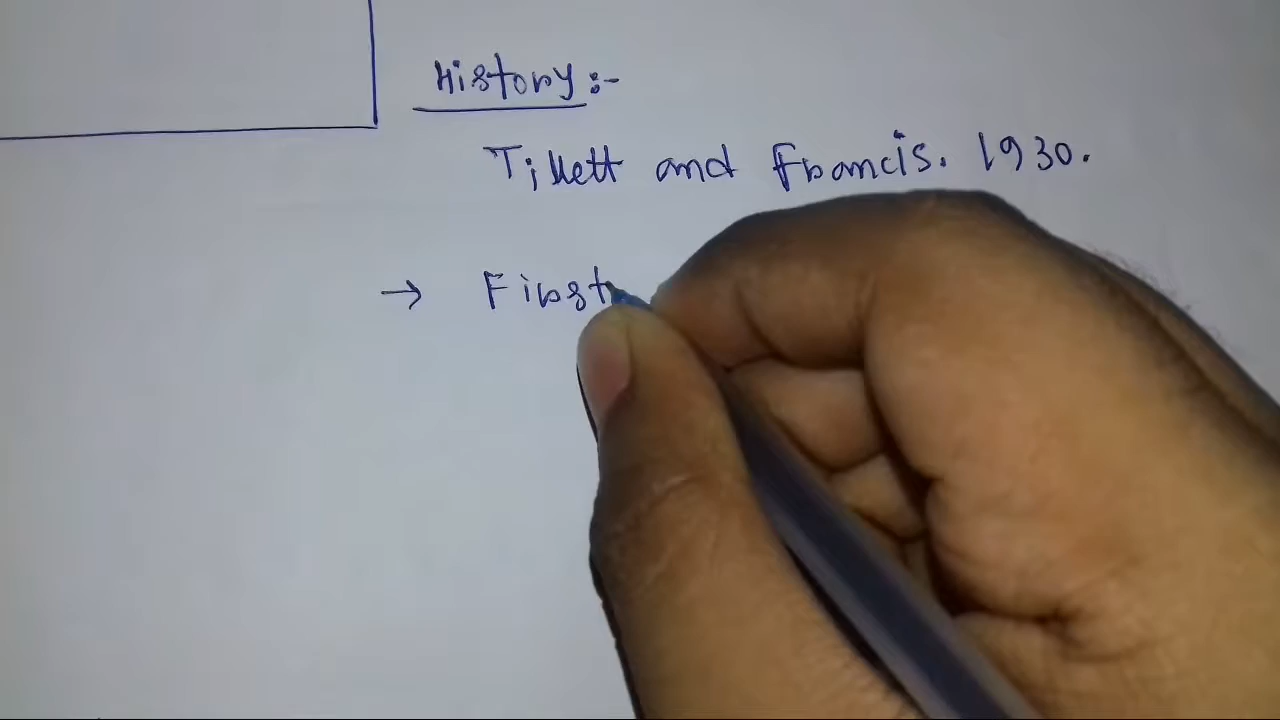 History :-
Tillett and Francis. 1930.
→ First